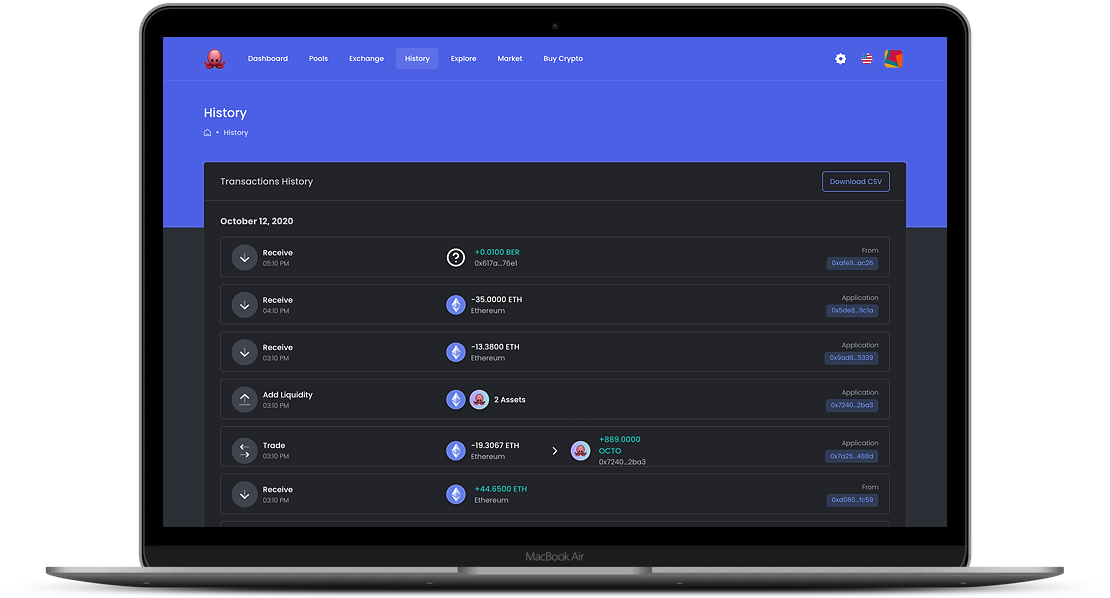 Dashboard Pools Exchange History Explore Market Buy Crypto
History
• History
Transactions History Download CSV
October 12, 2020
Receive
05:10 PM
+0.0100 BER
0x617a...76e1
From
0xafe9...ac26
Receive
04:10 PM
-35.0000 ETH
Ethereum
Application
0x5de8...9c1a
Receive
03:10 PM
-13.3800 ETH
Ethereum
Application
0x9ad6...5339
Add Liquidity
03:10 PM
2 Assets
Application
0x7240...2ba3
Trade
03:10 PM
-19.3067 ETH
Ethereum
+889.0000
OCTO
0x7240...2ba3
Application
0x7a25...488d
Receive
03:10 PM
+44.6500 ETH
Ethereum
From
0xd080...fc59
MacBook Air